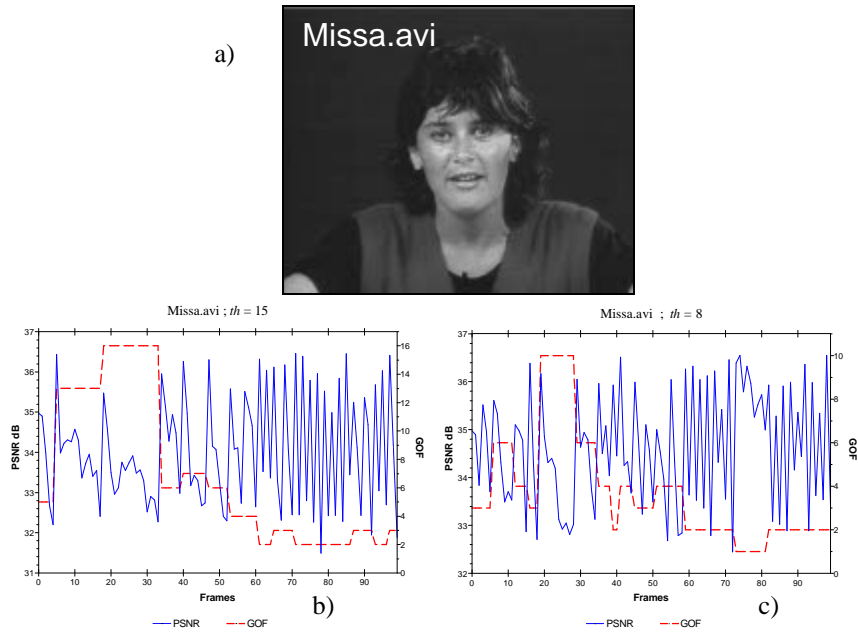 Missa.avi
a)
Missa.avi ; th = 15
37
36
35
34
33
32
31
PSNR dB
16
14
12
10
8
6
4
2
0
GOF
0 10 20 30 40 50 60 70 80 90
Frames
b)
PSNR GOF
Missa.avi ; th = 8
37
36
35
34
33
32
PSNR dB
10
8
6
4
2
0
GOF
0 10 20 30 40 50 60 70 80 90
Frames
c)
PSNR GOF